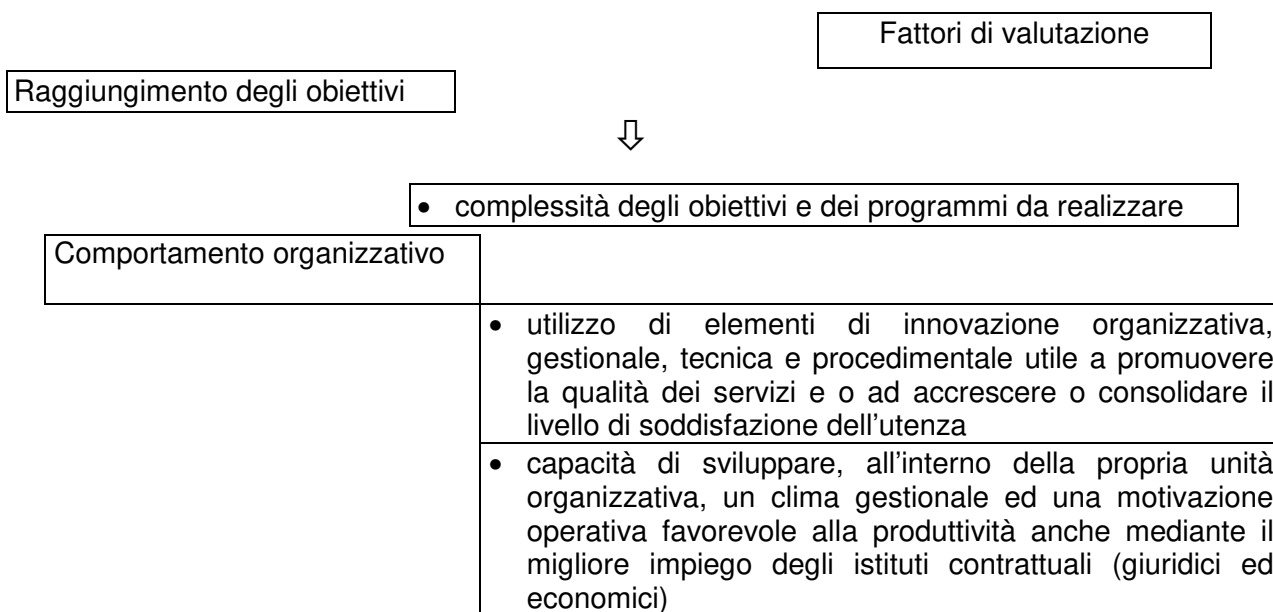 Fattori di valutazione
Raggiungimento degli obiettivi
⇩
• complessità degli obiettivi e dei programmi da realizzare
Comportamento organizzativo
• utilizzo di elementi di innovazione organizzativa,
gestionale, tecnica e procedimentale utile a promuovere
la qualità dei servizi e o ad accrescere o consolidare il
livello di soddisfazione dell’utenza
• capacità di sviluppare, all’interno della propria unità
organizzativa, un clima gestionale ed una motivazione
operativa favorevole alla produttività anche mediante il
migliore impiego degli istituti contrattuali (giuridici ed
economici)